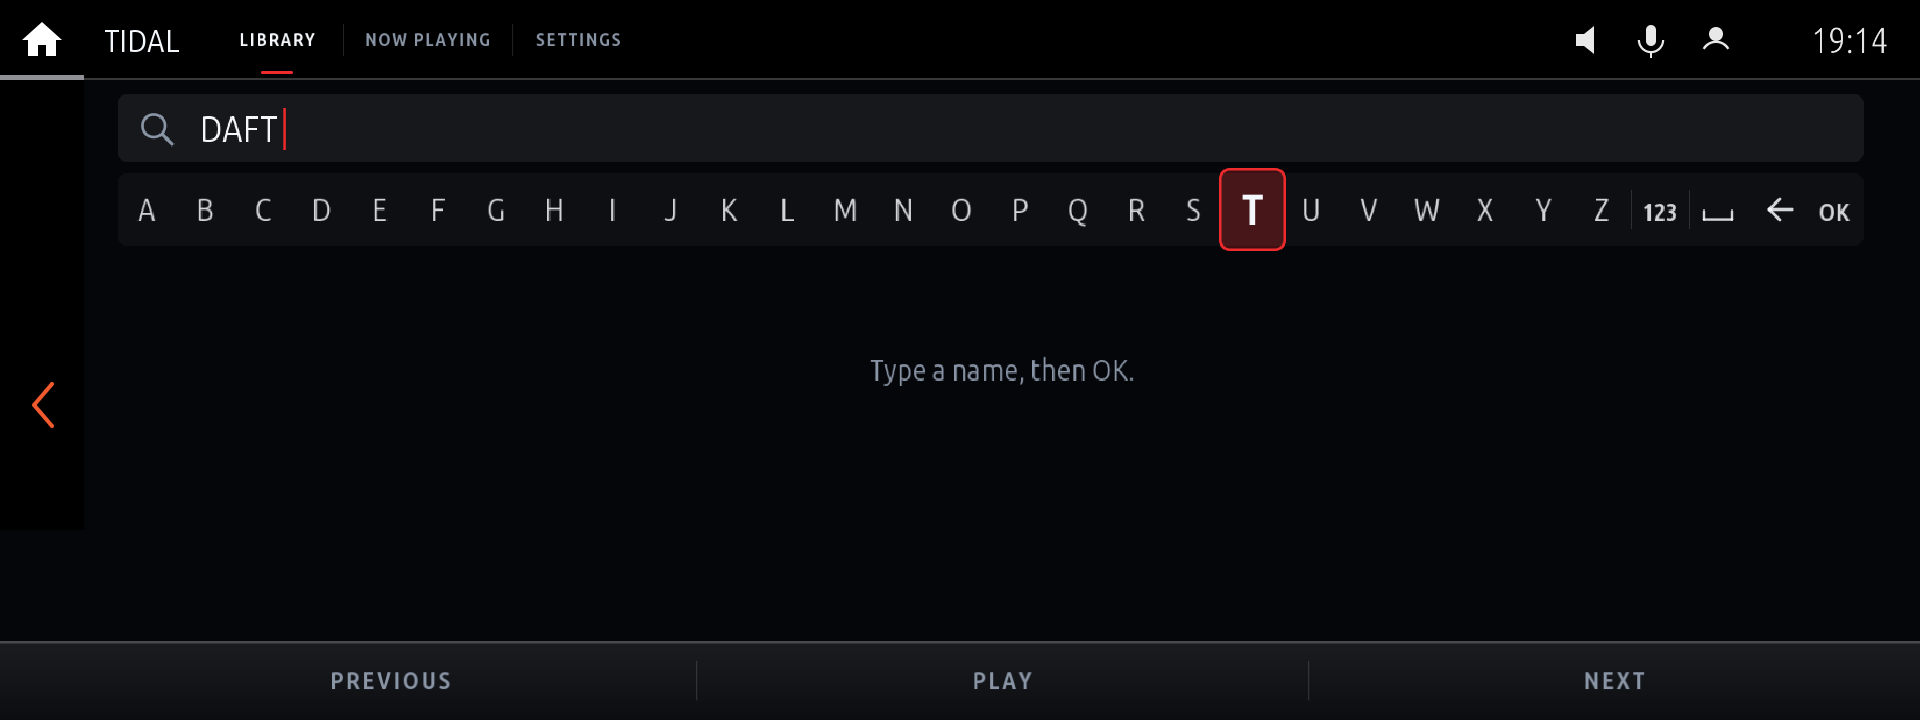 TIDAL LIBRARY NOW PLAYING SETTINGS 19:14
DAFT
A B C D E F G H I J K L M N O P Q R S T U V W X Y Z 123 OK
Type a name, then OK.
PREVIOUS PLAY NEXT